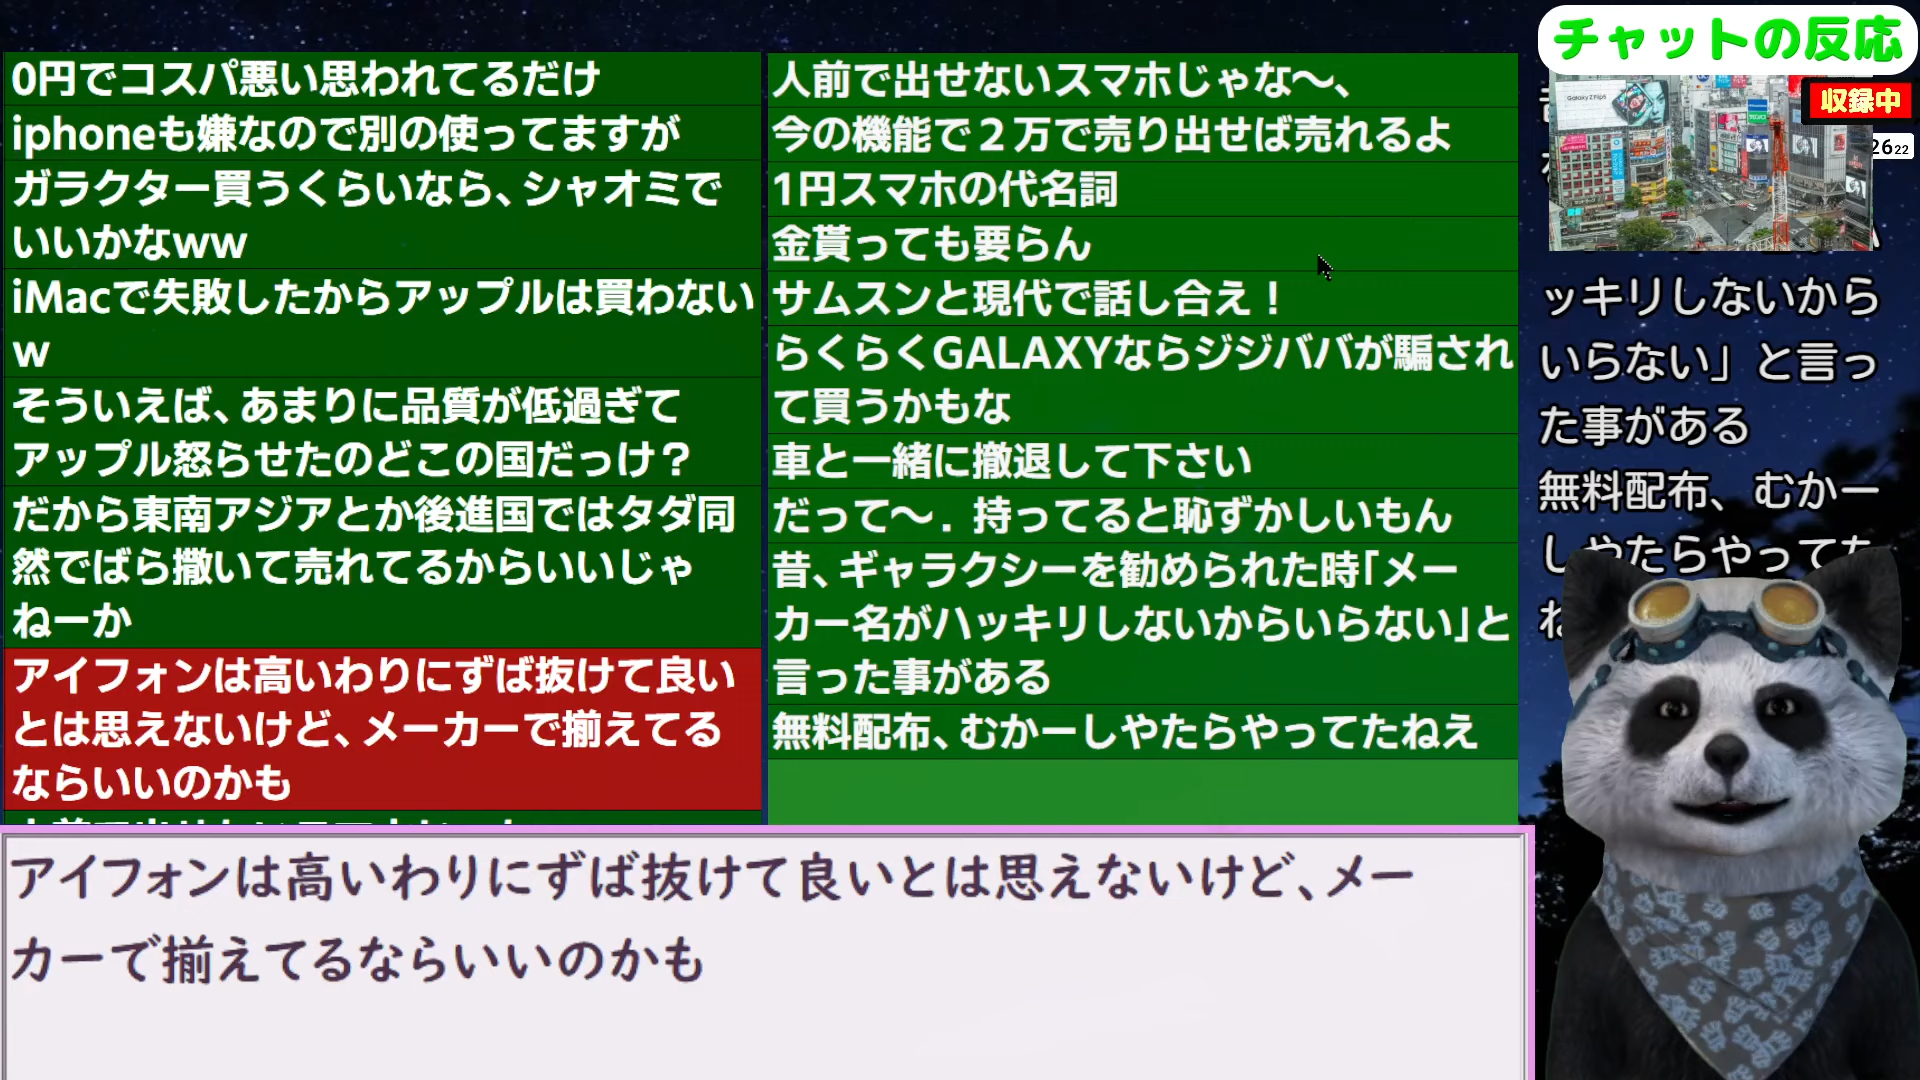 0円でコスパ悪い思われてるだけ
iphoneも嫌なので別の使ってますが
ガラクター買うくらいなら、シャオミで
いいかなww
iMacで失敗したからアップルは買わない
w
そういえば、あまりに品質が低過ぎて
アップル怒らせたのどこの国だっけ？
だから東南アジアとか後進国ではタダ同
然でばら撒いて売れてるからいいじゃ
ねーか
アイフォンは高いわりにずば抜けて良い
とは思えないけど、メーカーで揃えてる
ならいいのかも
人前で出せないスマホじゃな〜、
今の機能で２万で売り出せば売れるよ
1円スマホの代名詞
金貰っても要らん
サムスンと現代で話し合え！
らくらくGALAXYならジジババが騙され
て買うかもな
車と一緒に撤退して下さい
だって〜．持ってると恥ずかしいもん
昔、ギャラクシーを勧められた時「メー
カー名がハッキリしないからいらない」と
言った事がある
無料配布、むかーしやたらやってたねえ
チャットの反応
収録中
Galaxy Z Flip5
26 22
ッキリしないから
いらない」と言っ
た事がある
無料配布、むかー
しやたらやってた
ね
アイフォンは高いわりにずば抜けて良いとは思えないけど、メー
カーで揃えてるならいいのかも